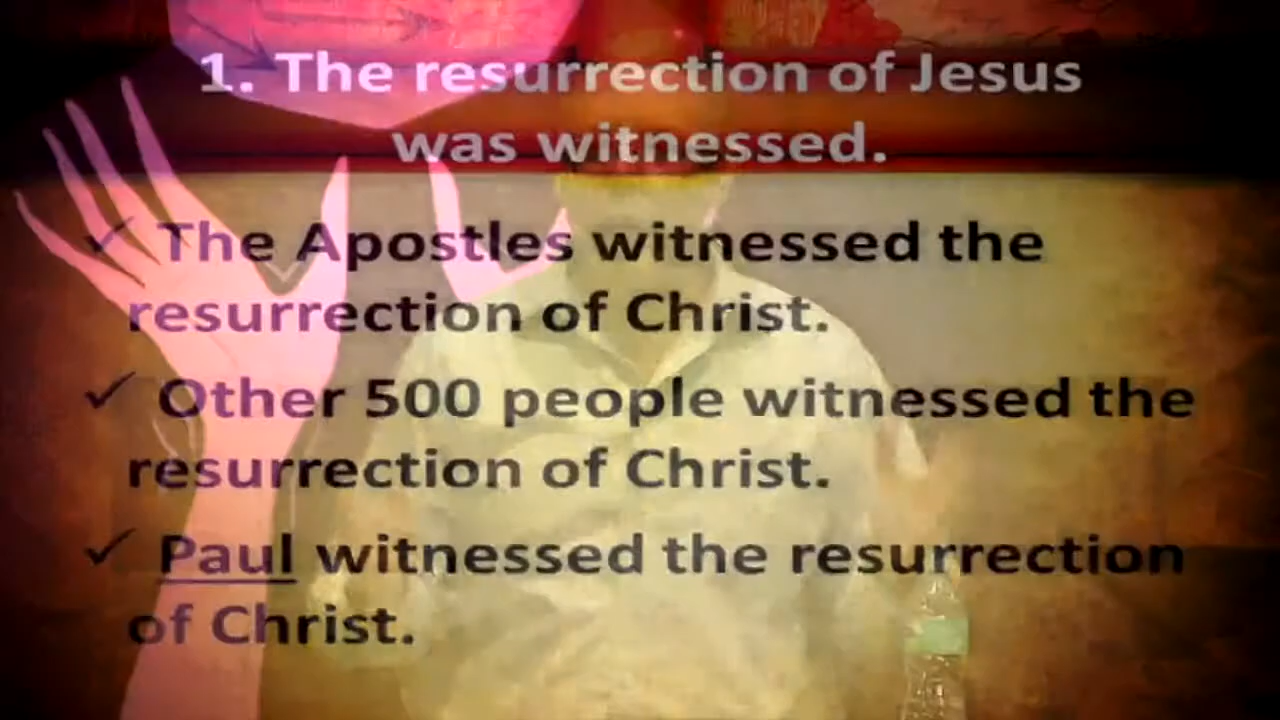 1. The resurrection of Jesus
was witnessed.
✓ The Apostles witnessed the
resurrection of Christ.
✓ Other 500 people witnessed the
resurrection of Christ.
✓ Paul witnessed the resurrection
of Christ.